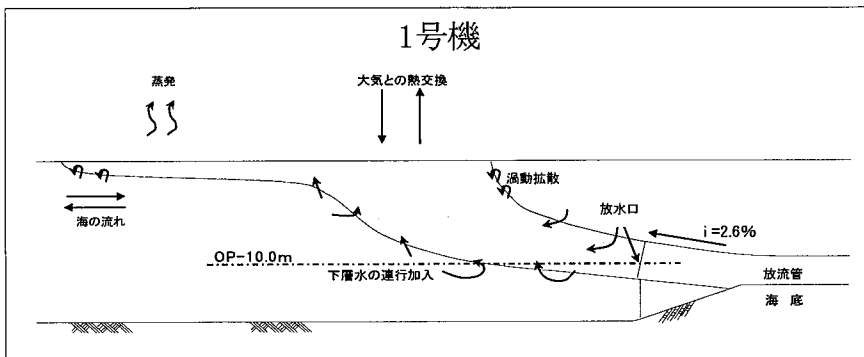 1号機
蒸発
大気との熱交換
渦動拡散
放水口
i=2.6%
海の流れ
OP-10.0m
下層水の連行加入
放流管
海底